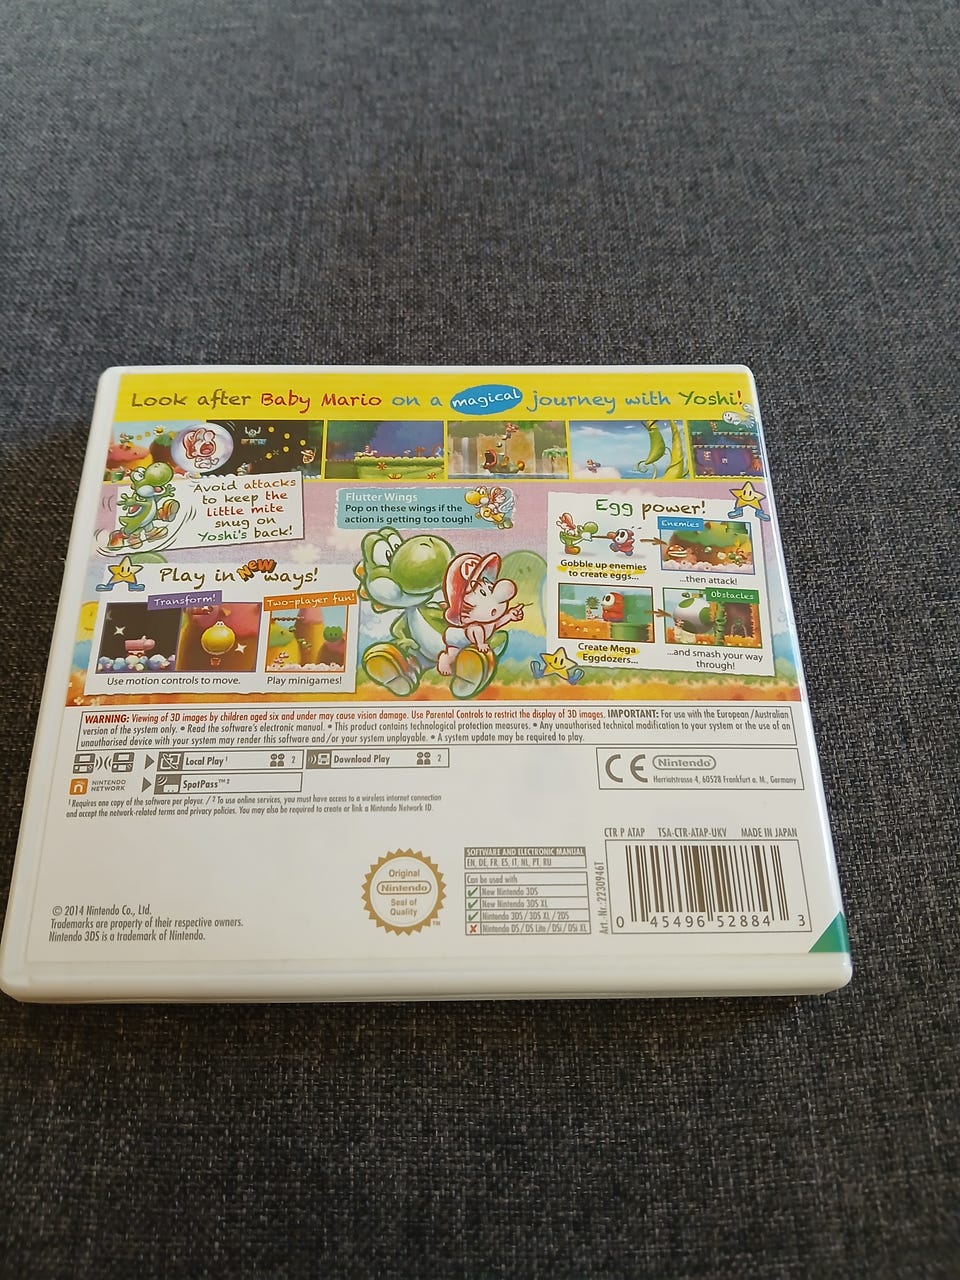 Look after Baby Mario on a magical journey with Yoshi!
Avoid attacks
to keep the
little mite
snug on
Yoshi's back!
Flutter Wings
Pop on these wings if the
action is getting too tough!
Egg power!
Enemies
Gobble up enemies
to create eggs...
...then attack!
Obstacles
Create Mega
Eggdozers...
...and smash your way
through!
Play in new ways!
Transform!
Two-player fun!
Use motion controls to move.
Play minigames!
WARNING: Viewing of 3D images by children aged six and under may cause vision damage. Use Parental Controls to restrict the display of 3D images. IMPORTANT: For use with the European/Australian
version of the system only. • Read the software's electronic manual. • This product contains technological protection measures. • Any unauthorised technical modification to your system or the use of an
unauthorised device with your system may render this software and/or your system unplayable. • A system update may be required to play.
Local Play¹ 2
Download Play 2
NINTENDO
NETWORK
SpotPass™²
CE Nintendo
Herriotstrasse 4, 60528 Frankfurt a. M., Germany
¹ Requires one copy of the software per player. / ² To use online services, you must have access to a wireless internet connection
and accept the network-related terms and privacy policies. You may also be required to create or link a Nintendo Network ID.
CTR P ATAP TSA-CTR-ATAP-UKV MADE IN JAPAN
Original
Nintendo
Seal of
Quality
TM
SOFTWARE AND ELECTRONIC MANUAL
EN, DE, FR, ES, IT, NL, PT, RU
Can be used with
New Nintendo 3DS
New Nintendo 3DS XL
Nintendo 3DS/3DS XL/2DS
Nintendo DS/DS Lite/DSi/DSi XL
Art.-Nr.: 2230946T
0 45496 52884 3
© 2014 Nintendo Co., Ltd.
Trademarks are property of their respective owners.
Nintendo 3DS is a trademark of Nintendo.